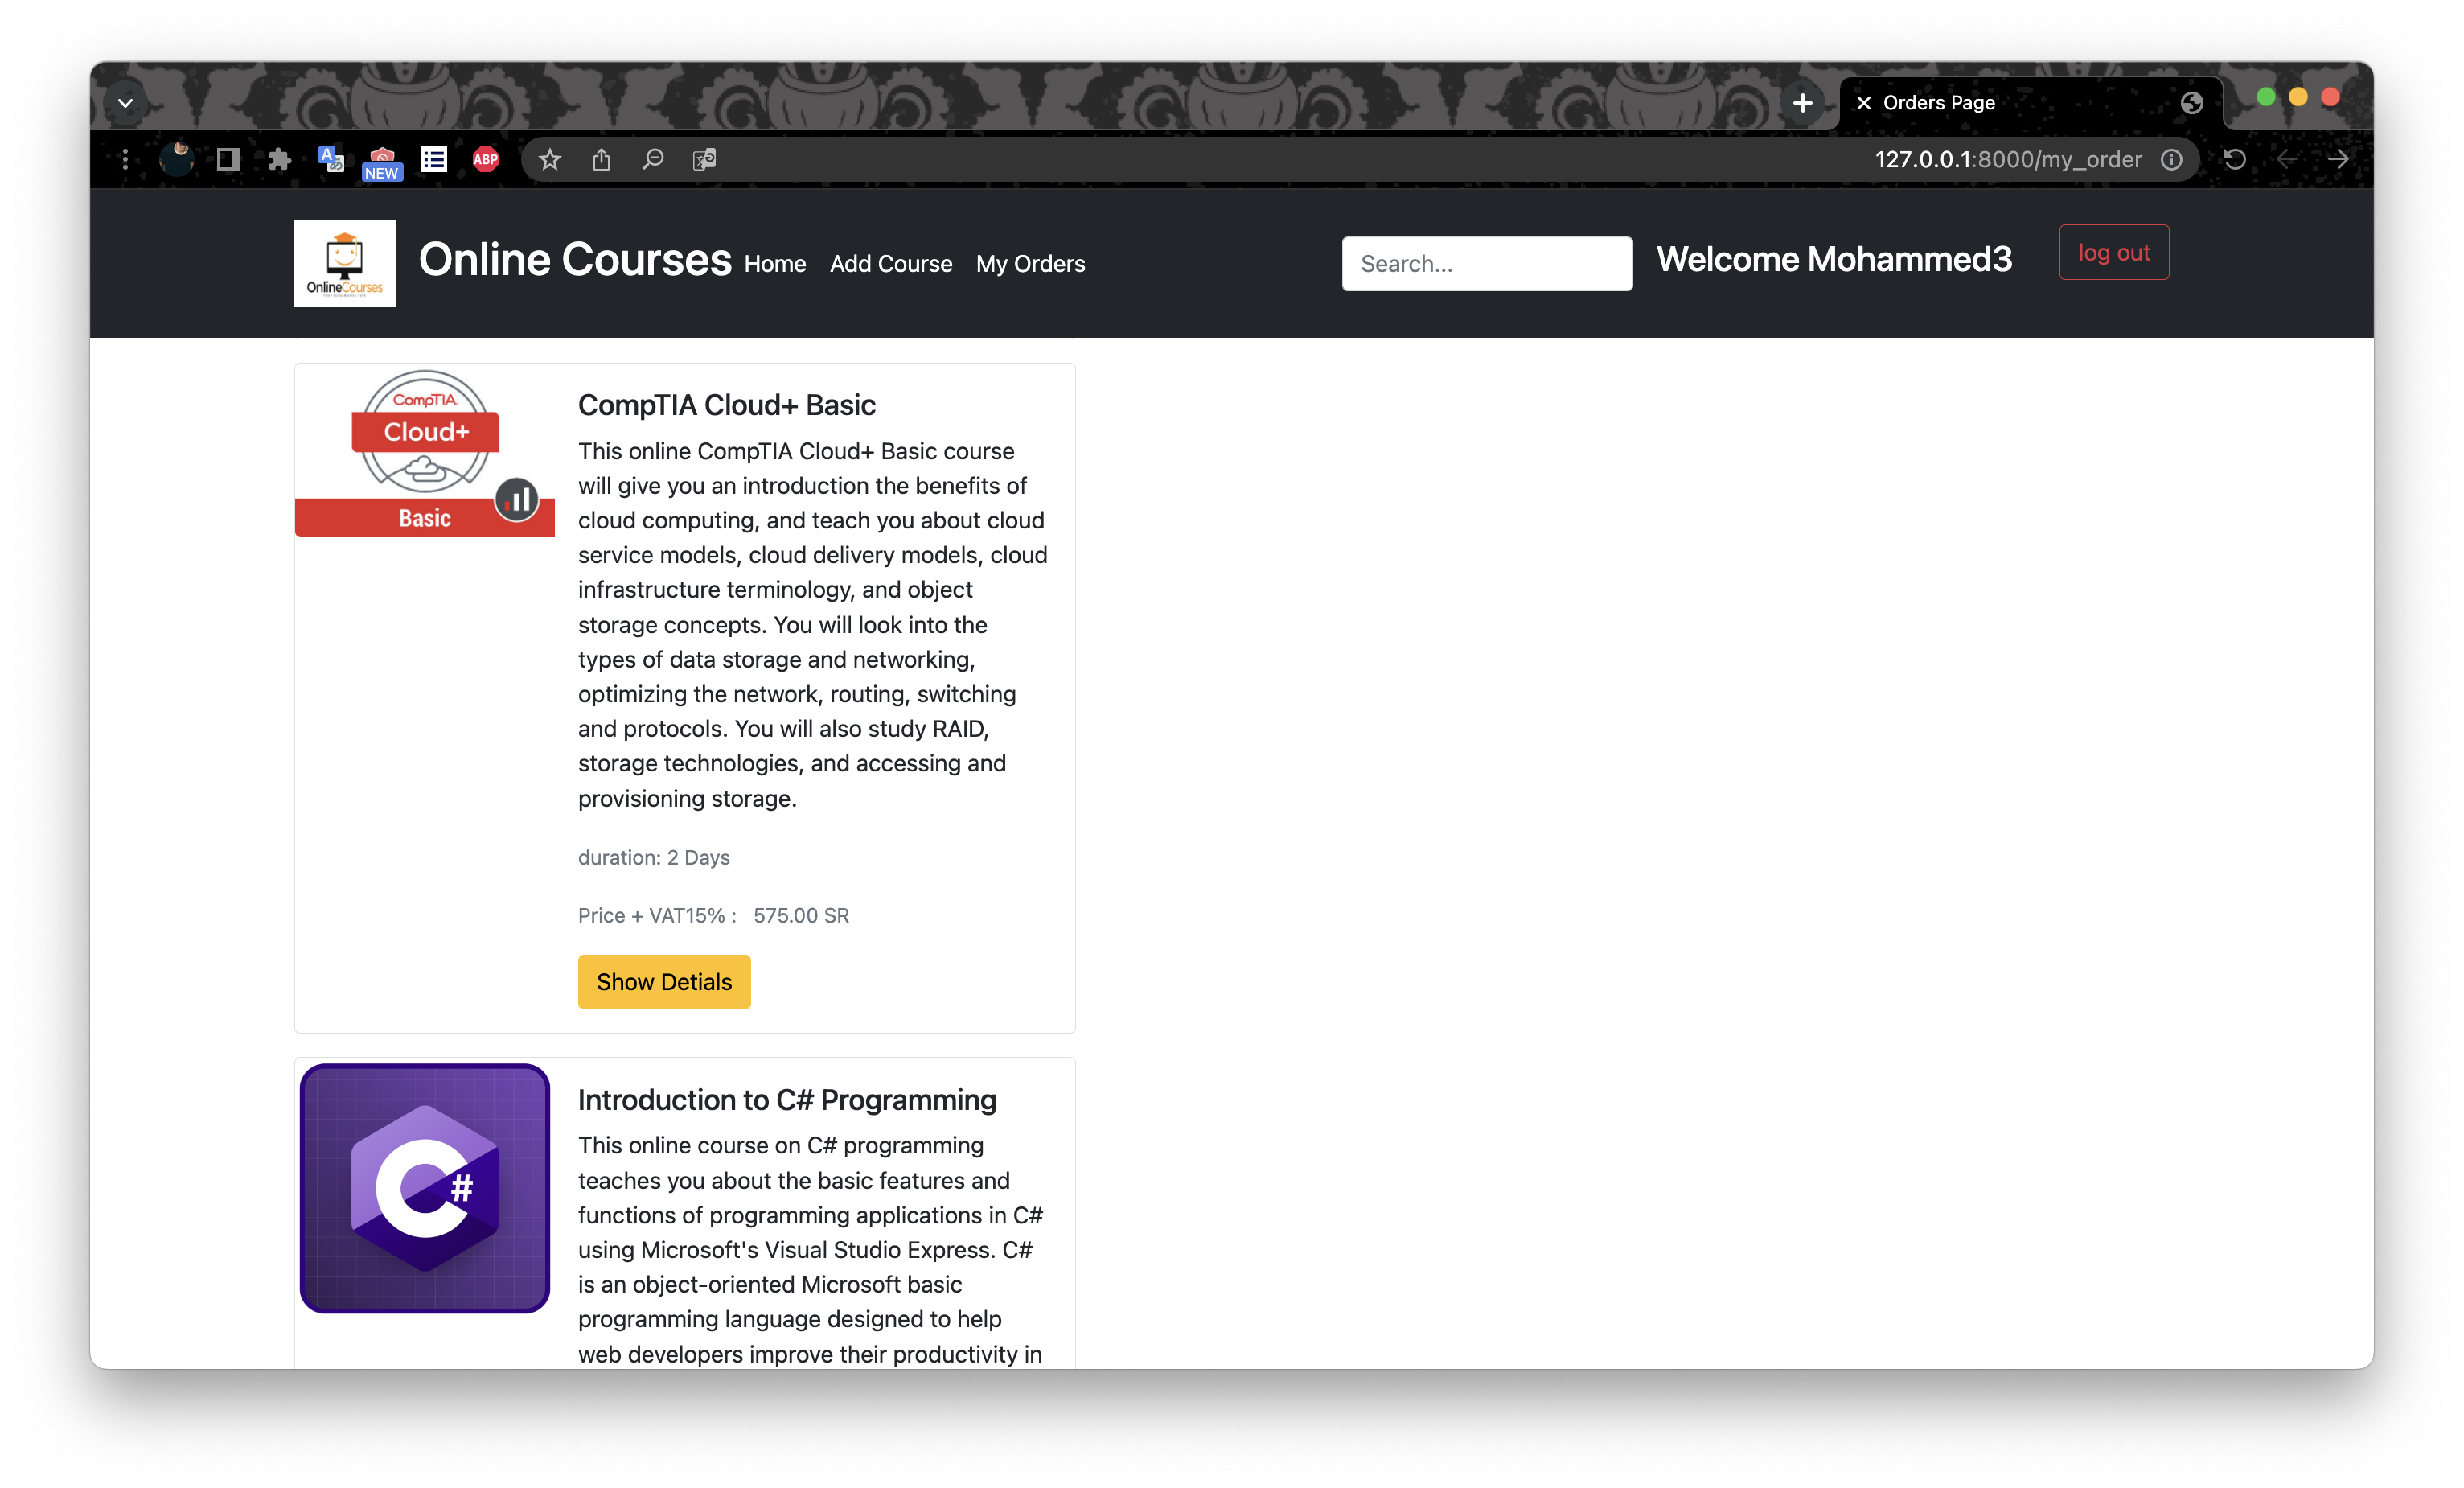 Orders Page
NEW
ABP
127.0.0.1:8000/my_order
OnlineCourses
Online Courses
Home
Add Course
My Orders
Search...
Welcome Mohammed3
log out
CompTIA
Cloud+
Basic
CompTIA Cloud+ Basic
This online CompTIA Cloud+ Basic course
will give you an introduction the benefits of
cloud computing, and teach you about cloud
service models, cloud delivery models, cloud
infrastructure terminology, and object
storage concepts. You will look into the
types of data storage and networking,
optimizing the network, routing, switching
and protocols. You will also study RAID,
storage technologies, and accessing and
provisioning storage.
duration: 2 Days
Price + VAT15% : 575.00 SR
Show Detials
C#
Introduction to C# Programming
This online course on C# programming
teaches you about the basic features and
functions of programming applications in C#
using Microsoft's Visual Studio Express. C#
is an object-oriented Microsoft basic
programming language designed to help
web developers improve their productivity in